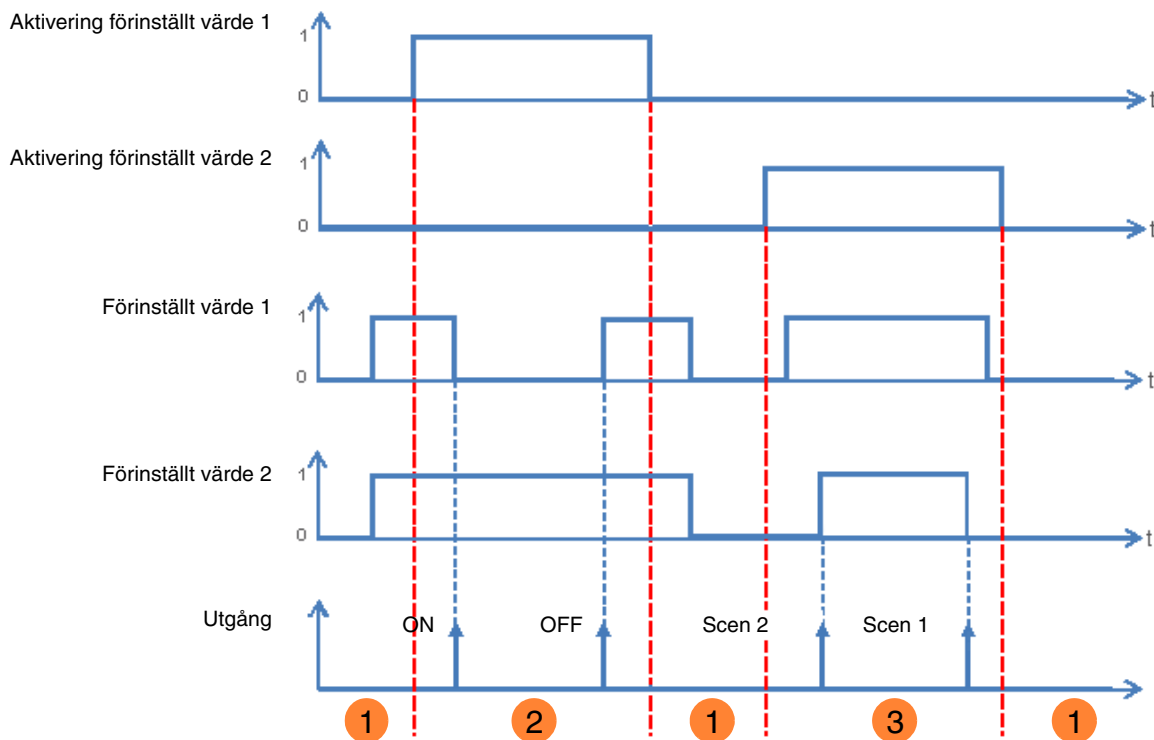 Aktivering förinställt värde 1
1
0
t
Aktivering förinställt värde 2
1
0
t
Förinställt värde 1
1
0
t
Förinställt värde 2
1
0
t
Utgång
ON
OFF
Scen 2
Scen 1
1
2
1
3
1